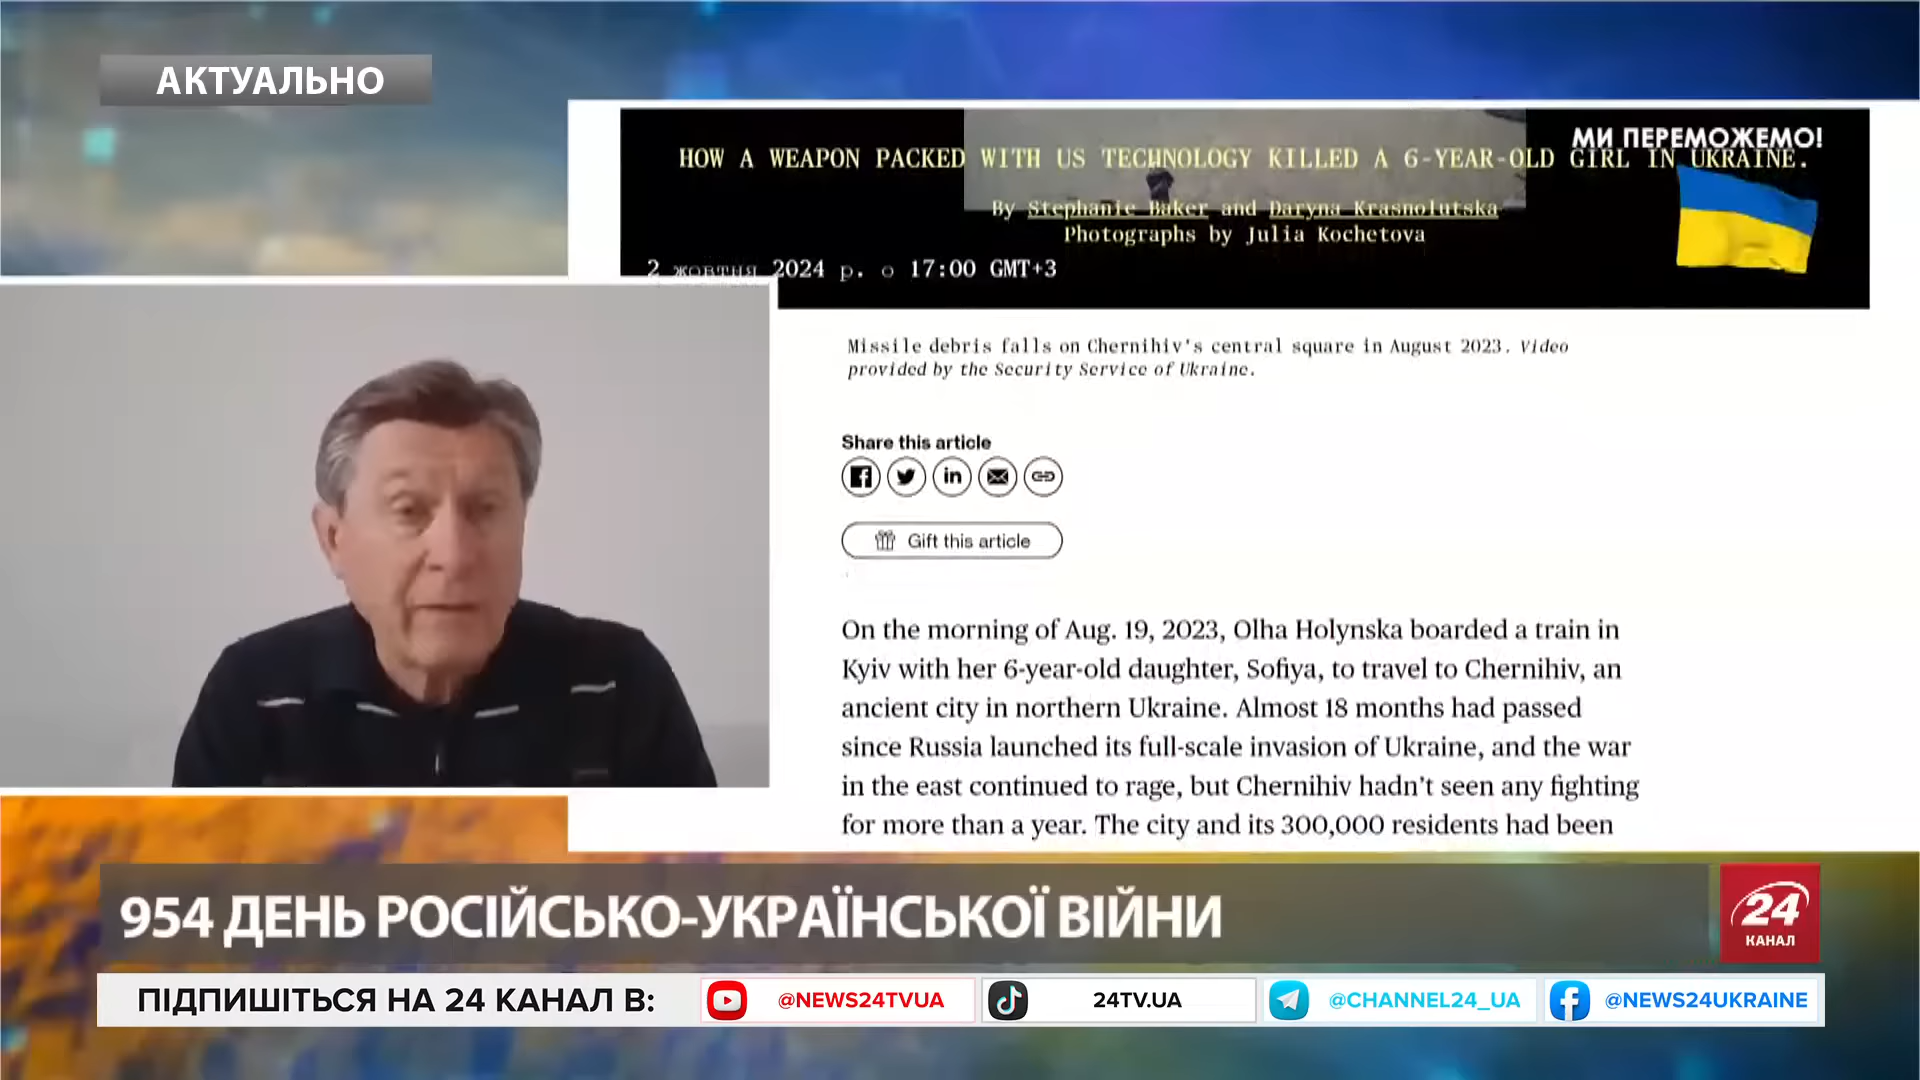 АКТУАЛЬНО
МИ ПЕРЕМОЖЕМО!
HOW A WEAPON PACKED WITH US TECHNOLOGY KILLED A 6-YEAR-OLD GIRL IN UKRAINE.
By Stephanie Baker and Daryna Krasnolutska
Photographs by Julia Kochetova
2 жовтня 2024 р. о 17:00 GMT+3
Missile debris falls on Chernihiv's central square in August 2023. Video
provided by the Security Service of Ukraine.
Share this article
Gift this article
On the morning of Aug. 19, 2023, Olha Holynska boarded a train in
Kyiv with her 6-year-old daughter, Sofiya, to travel to Chernihiv, an
ancient city in northern Ukraine. Almost 18 months had passed
since Russia launched its full-scale invasion of Ukraine, and the war
in the east continued to rage, but Chernihiv hadn’t seen any fighting
for more than a year. The city and its 300,000 residents had been
954 ДЕНЬ РОСІЙСЬКО-УКРАЇНСЬКОЇ ВІЙНИ
24
КАНАЛ
ПІДПИШІТЬСЯ НА 24 КАНАЛ В: @NEWS24TVUA 24TV.UA @CHANNEL24_UA @NEWS24UKRAINE